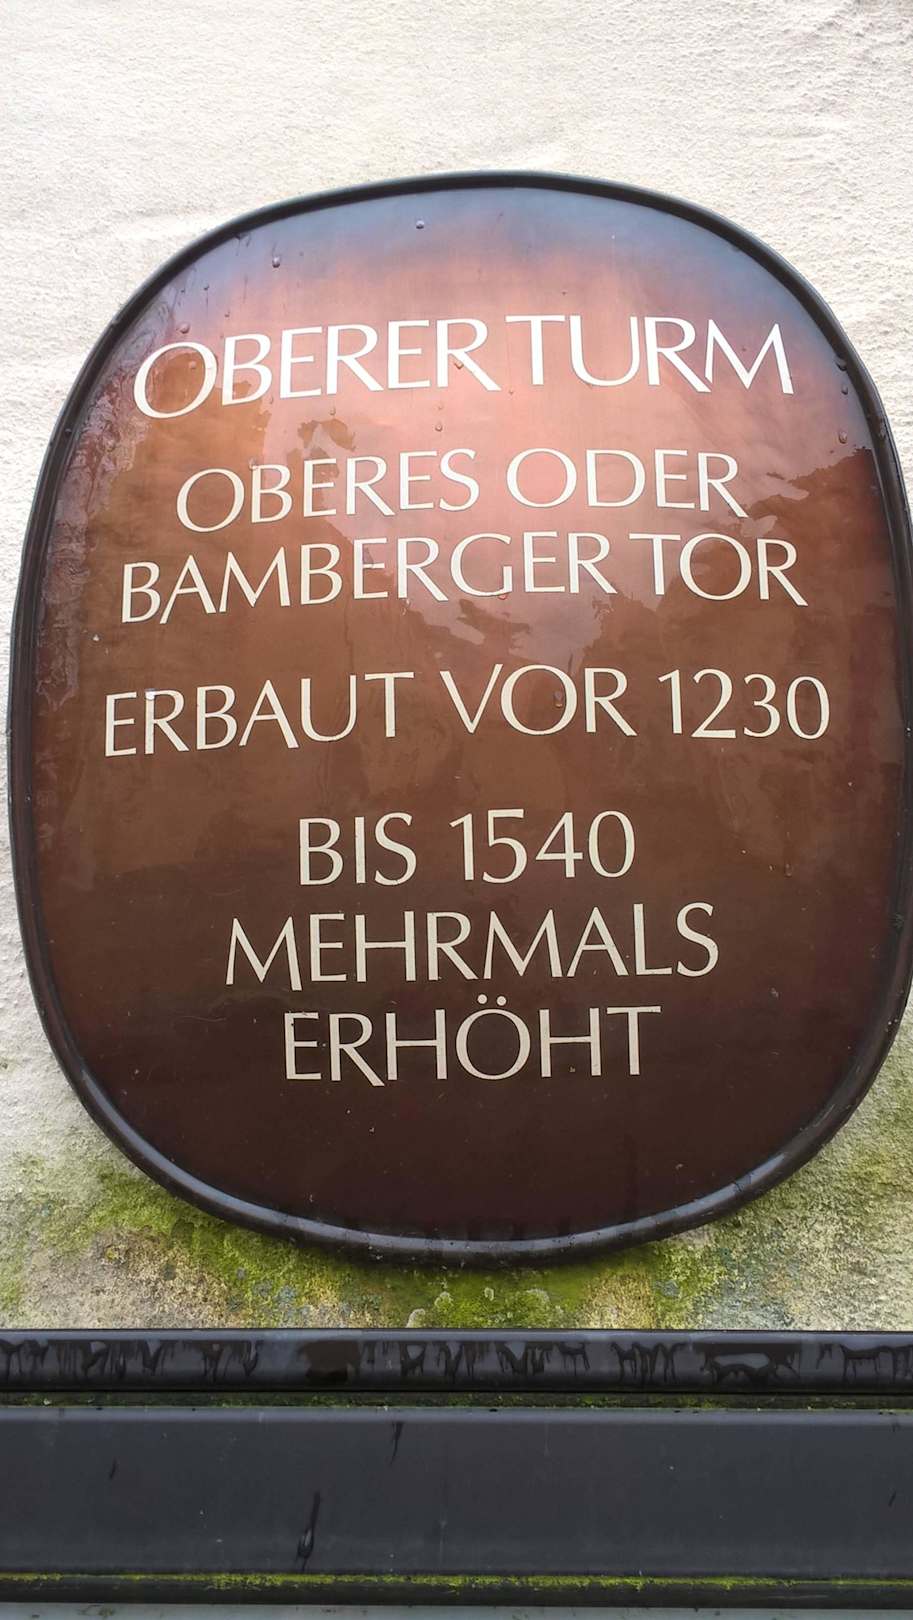 OBERER TURM
OBERES ODER
BAMBERGER TOR
ERBAUT VOR 1230
BIS 1540
MEHRMALS
ERHÖHT